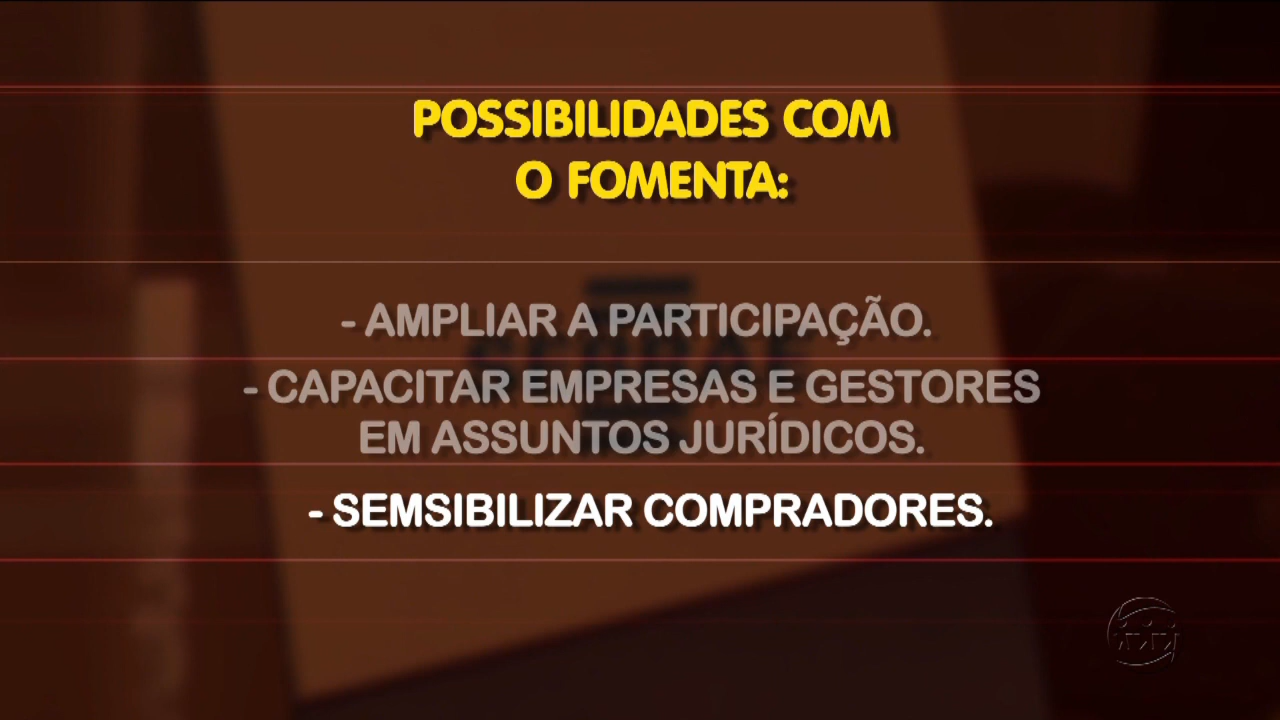 POSSIBILIDADES COM
O FOMENTA:
- AMPLIAR A PARTICIPAÇÃO.
- CAPACITAR EMPRESAS E GESTORES
EM ASSUNTOS JURÍDICOS.
- SEMSIBILIZAR COMPRADORES.